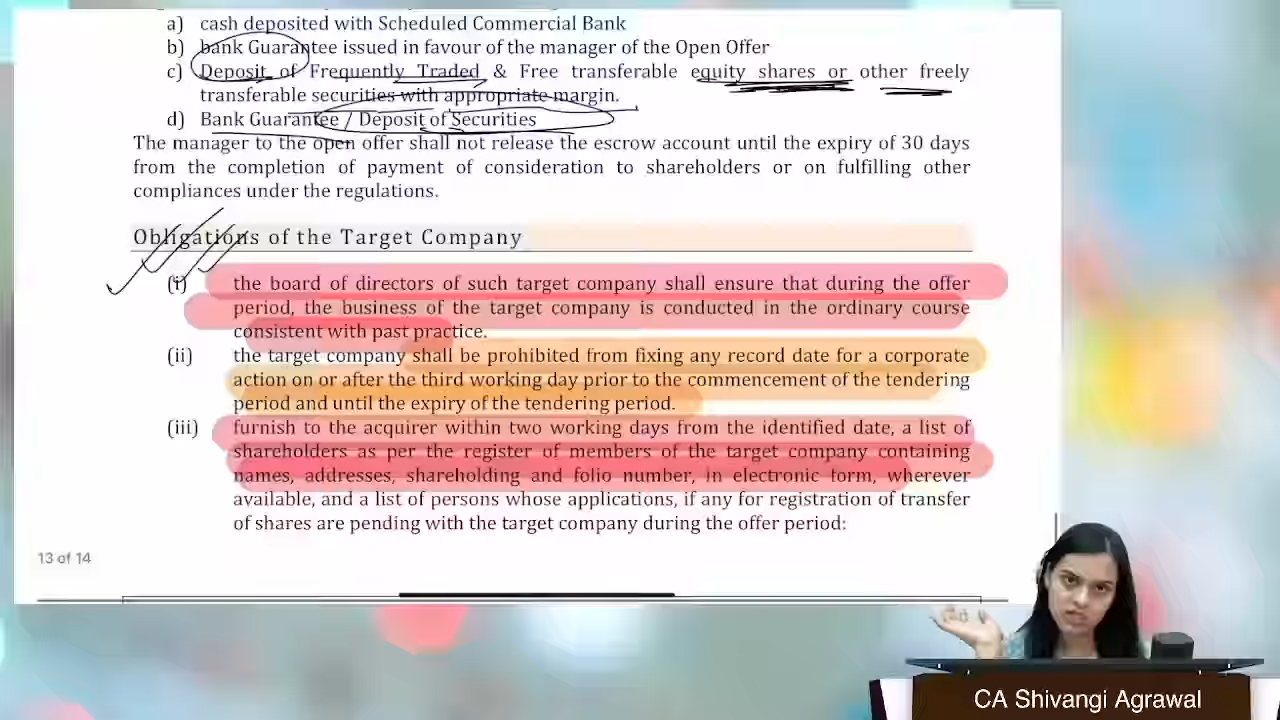 a) cash deposited with Scheduled Commercial Bank
b) bank Guarantee issued in favour of the manager of the Open Offer
c) Deposit of Frequently Traded & Free transferable equity shares or other freely
transferable securities with appropriate margin.
d) Bank Guarantee / Deposit of Securities
The manager to the open offer shall not release the escrow account until the expiry of 30 days
from the completion of payment of consideration to shareholders or on fulfilling other
compliances under the regulations.
Obligations of the Target Company
(i) the board of directors of such target company shall ensure that during the offer
period, the business of the target company is conducted in the ordinary course
consistent with past practice.
(ii) the target company shall be prohibited from fixing any record date for a corporate
action on or after the third working day prior to the commencement of the tendering
period and until the expiry of the tendering period.
(iii) furnish to the acquirer within two working days from the identified date, a list of
shareholders as per the register of members of the target company containing
names, addresses, shareholding and folio number, in electronic form, wherever
available, and a list of persons whose applications, if any for registration of transfer
of shares are pending with the target company during the offer period:
13 of 14
CA Shivangi Agrawal